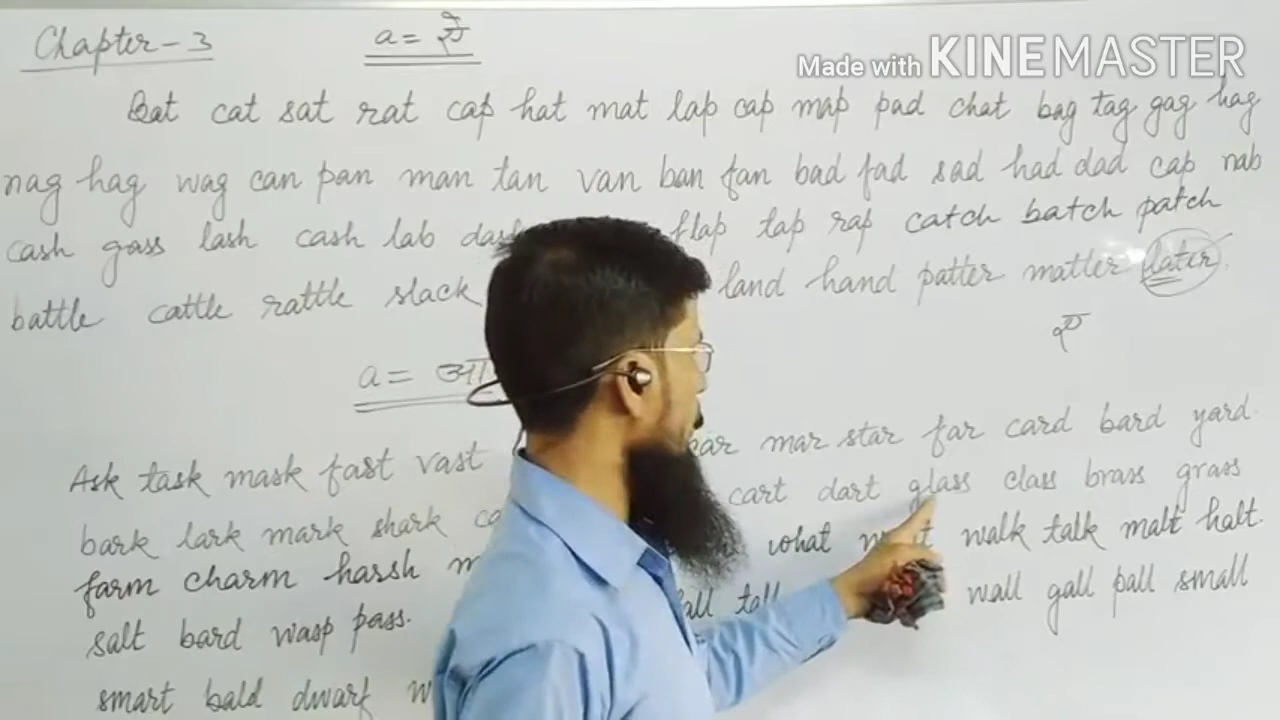 Made with KINEMASTER
Chapter-3 a = ऐ
Bat cat sat rat cap hat mat lap cap map pad chat bag tag gag hag
nag hag wag can pan man tan van ban fan bad fad sad had dad cap nab
cash gass lash cash lab flap tap rap catch batch patch
battle cattle rattle slack land hand patter matter latter
ए
a = आ
Ask task mask fast vast mar star far card bard yard
bark lark mark shark cart dart glass class brass grass
farm charm harsh what walk talk malt halt.
salt bard wasp pass. wall gall pall small
smart bald dwarf